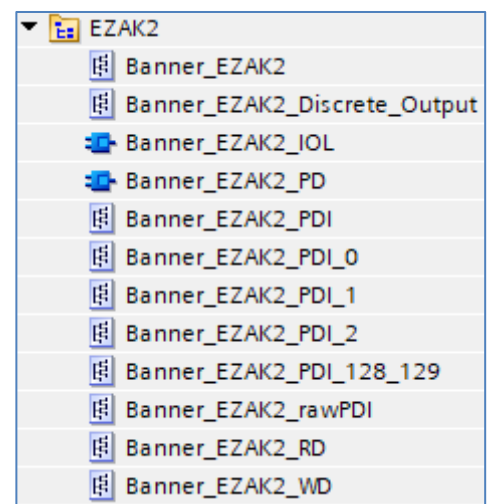 EZAK2
Banner_EZAK2
Banner_EZAK2_Discrete_Output
Banner_EZAK2_IOL
Banner_EZAK2_PD
Banner_EZAK2_PDI
Banner_EZAK2_PDI_0
Banner_EZAK2_PDI_1
Banner_EZAK2_PDI_2
Banner_EZAK2_PDI_128_129
Banner_EZAK2_rawPDI
Banner_EZAK2_RD
Banner_EZAK2_WD